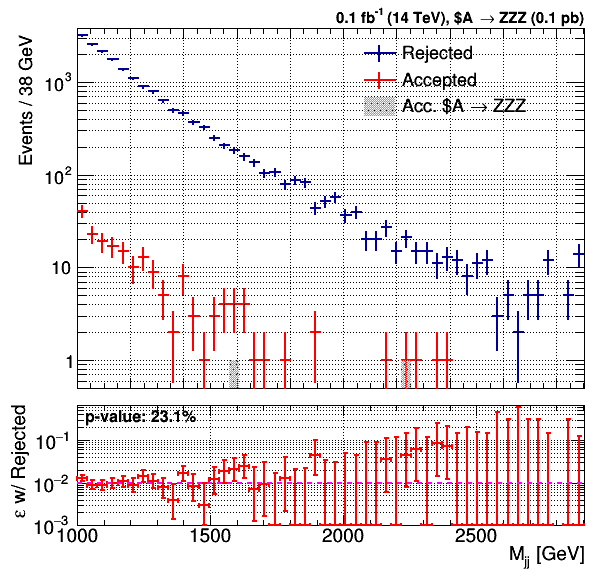 0.1 fb⁻¹ (14 TeV), $A → ZZZ (0.1 pb)
Events / 38 GeV
10³
10²
10
1
Rejected
Accepted
Acc. $A → ZZZ
p-value: 23.1%
ε w/ Rejected
10⁻¹
10⁻²
10⁻³
1000 1500 2000 2500
M_jj [GeV]